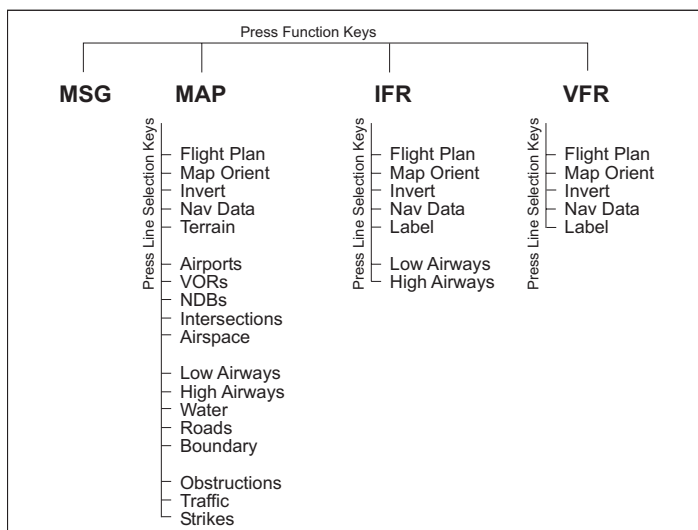 Press Function Keys
MSG
MAP
Press Line Selection Keys
Flight Plan
Map Orient
Invert
Nav Data
Terrain
Airports
VORs
NDBs
Intersections
Airspace
Low Airways
High Airways
Water
Roads
Boundary
Obstructions
Traffic
Strikes
IFR
Press Line Selection Keys
Flight Plan
Map Orient
Invert
Nav Data
Label
Low Airways
High Airways
VFR
Press Line Selection Keys
Flight Plan
Map Orient
Invert
Nav Data
Label